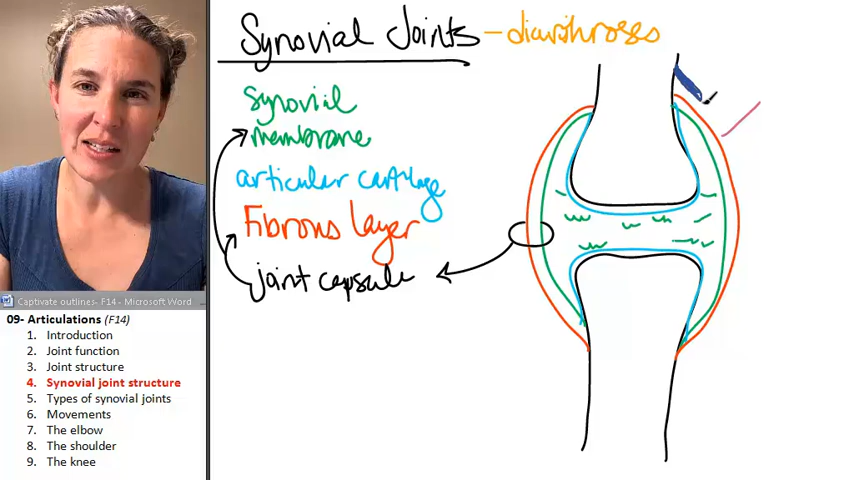 Synovial Joints - diarthroses
Synovial
membrane
articular cartilage
Fibrous layer
joint capsule
Captivate outlines- F14 - Microsoft Word
09- Articulations (F14)
1. Introduction
2. Joint function
3. Joint structure
4. Synovial joint structure
5. Types of synovial joints
6. Movements
7. The elbow
8. The shoulder
9. The knee